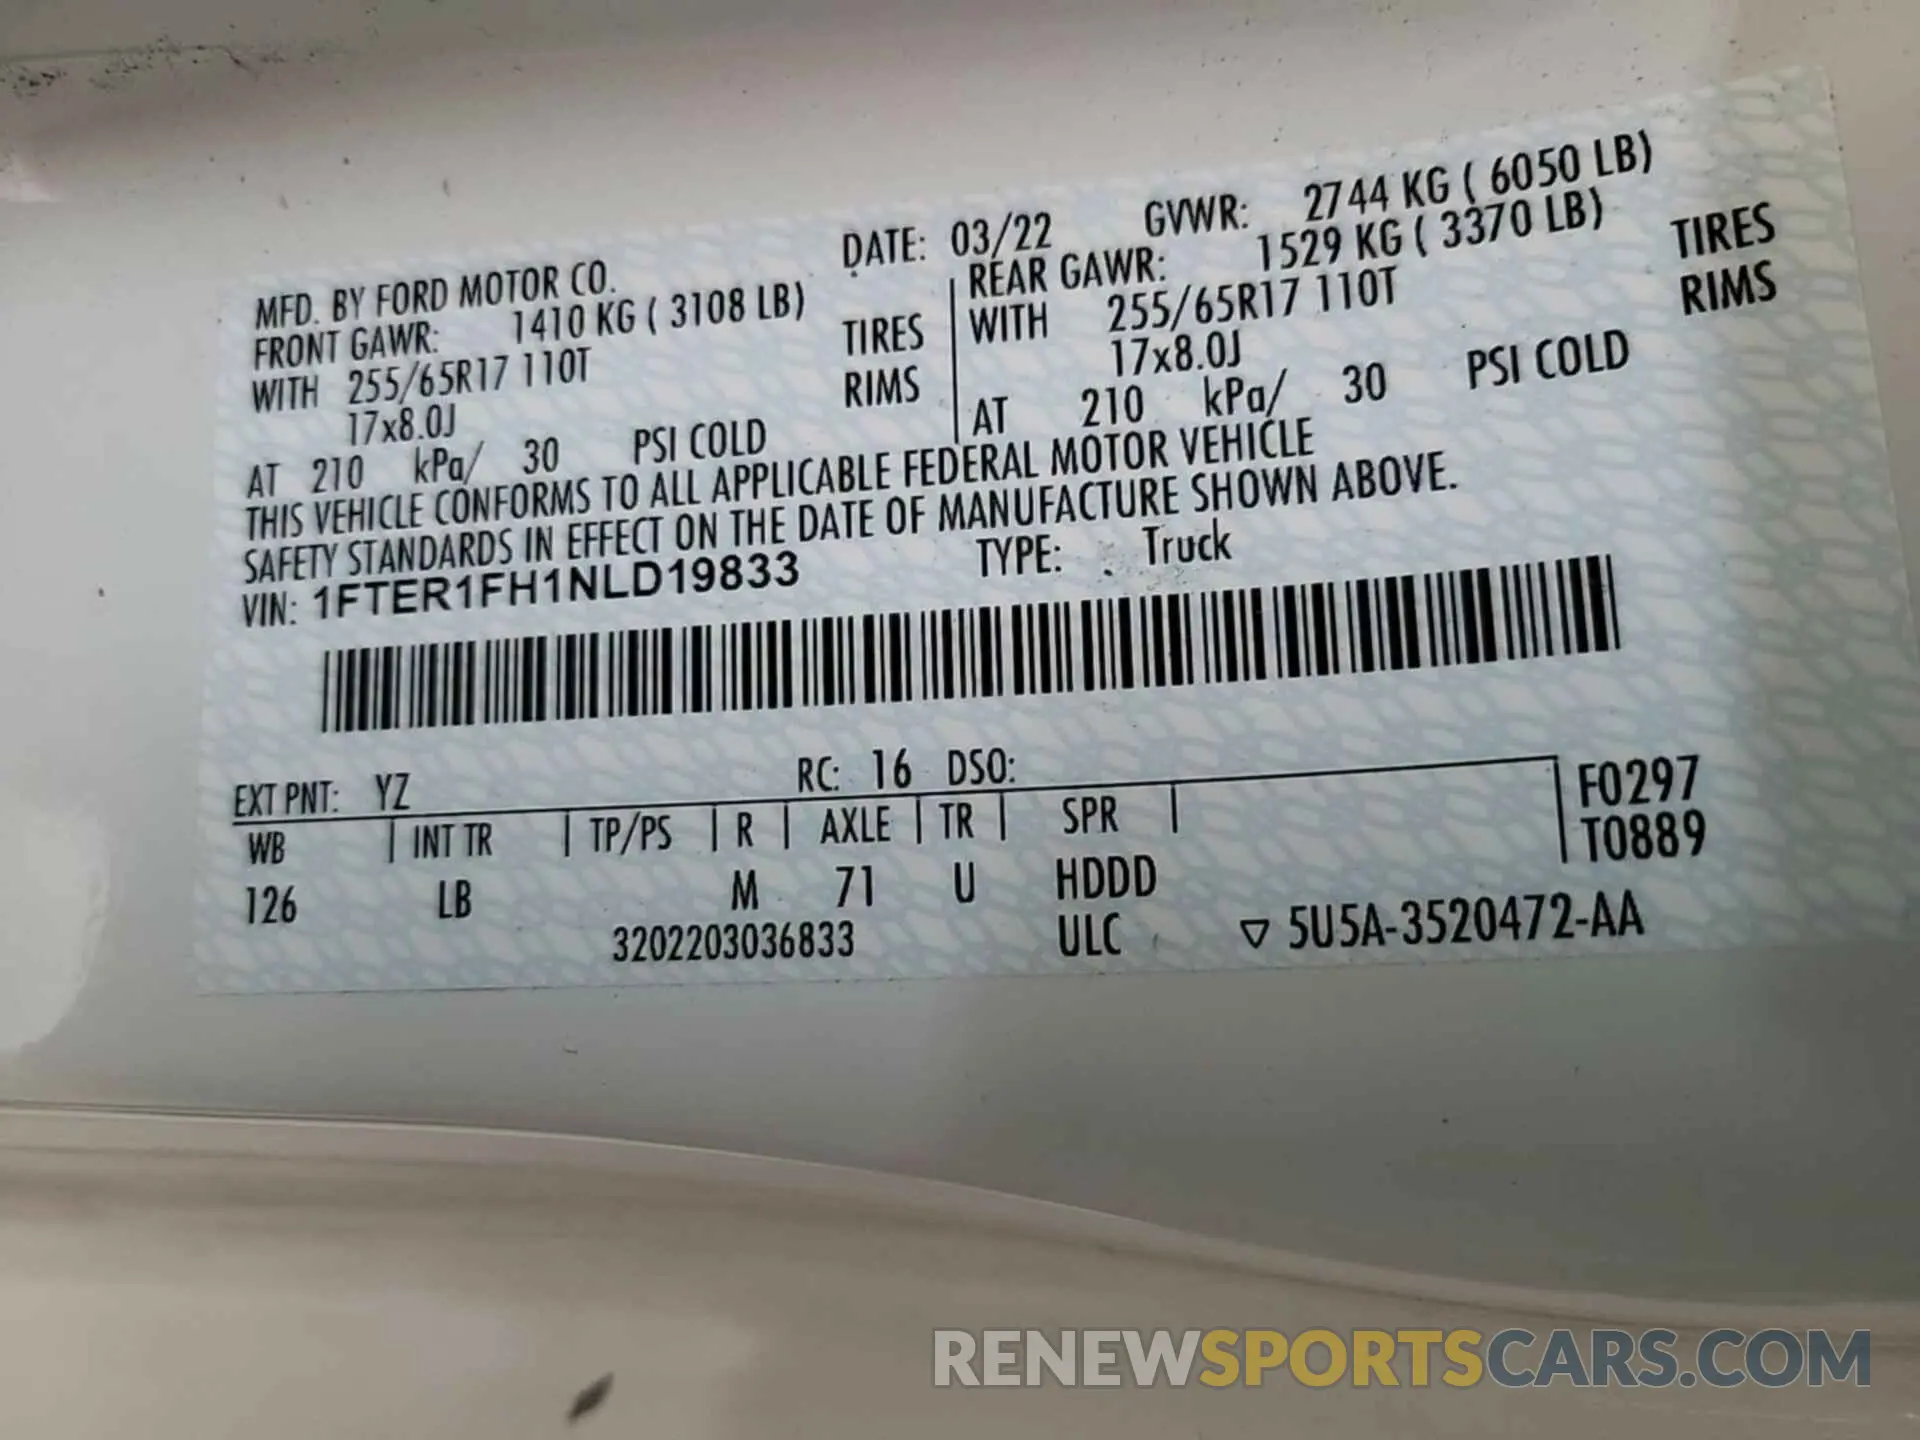 MFD. BY FORD MOTOR CO. DATE: 03/22 GVWR: 2744 KG ( 6050 LB)
FRONT GAWR: 1410 KG ( 3108 LB) REAR GAWR: 1529 KG ( 3370 LB)
WITH 255/65R17 110T TIRES WITH 255/65R17 110T TIRES
17x8.0J RIMS 17x8.0J RIMS
AT 210 kPa/ 30 PSI COLD AT 210 kPa/ 30 PSI COLD
THIS VEHICLE CONFORMS TO ALL APPLICABLE FEDERAL MOTOR VEHICLE
SAFETY STANDARDS IN EFFECT ON THE DATE OF MANUFACTURE SHOWN ABOVE.
VIN: 1FTER1FH1NLD19833 TYPE: Truck
EXT PNT: YZ RC: 16 DSO: F0297
WB INT TR TP/PS R AXLE TR SPR T0889
126 LB M 71 U HDDD
3202203036833 ULC ▽ 5U5A-3520472-AA
RENEWSPORTSCARS.COM